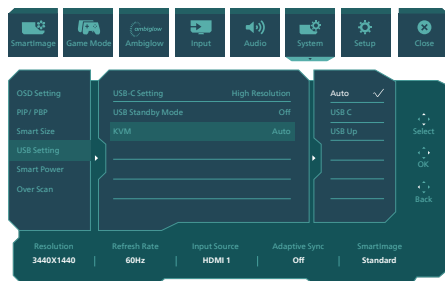 SmartImage
Game Mode
ambiglow
Ambiglow
Input
Audio
System
Setup
Close
OSD Setting
PIP/ PBP
Smart Size
USB Setting
Smart Power
Over Scan
USB-C Setting High Resolution
USB Standby Mode Off
KVM Auto
Auto
USB C
USB Up
Select
OK
Back
Resolution Refresh Rate Input Source Adaptive Sync SmartImage
3440X1440 60Hz HDMI 1 Off Standard